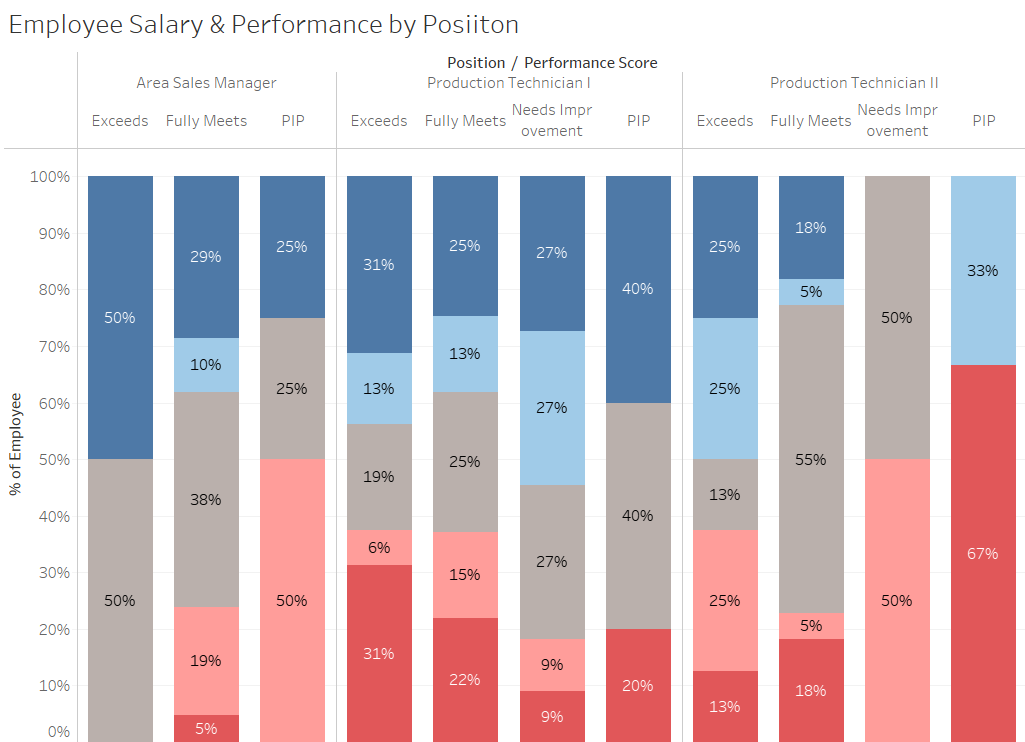 Employee Salary & Performance by Posiiton
Position / Performance Score
Area Sales Manager
Production Technician I
Production Technician II
Exceeds
Fully Meets
PIP
Exceeds
Fully Meets
Needs Impr
ovement
PIP
Exceeds
Fully Meets
Needs Impr
ovement
PIP
% of Employee
100%
90%
80%
70%
60%
50%
40%
30%
20%
10%
0%
50%
50%
29%
10%
38%
19%
5%
25%
25%
50%
31%
13%
19%
6%
31%
25%
13%
25%
15%
22%
27%
27%
27%
9%
9%
40%
40%
20%
25%
25%
13%
25%
13%
18%
5%
55%
5%
18%
50%
50%
33%
67%